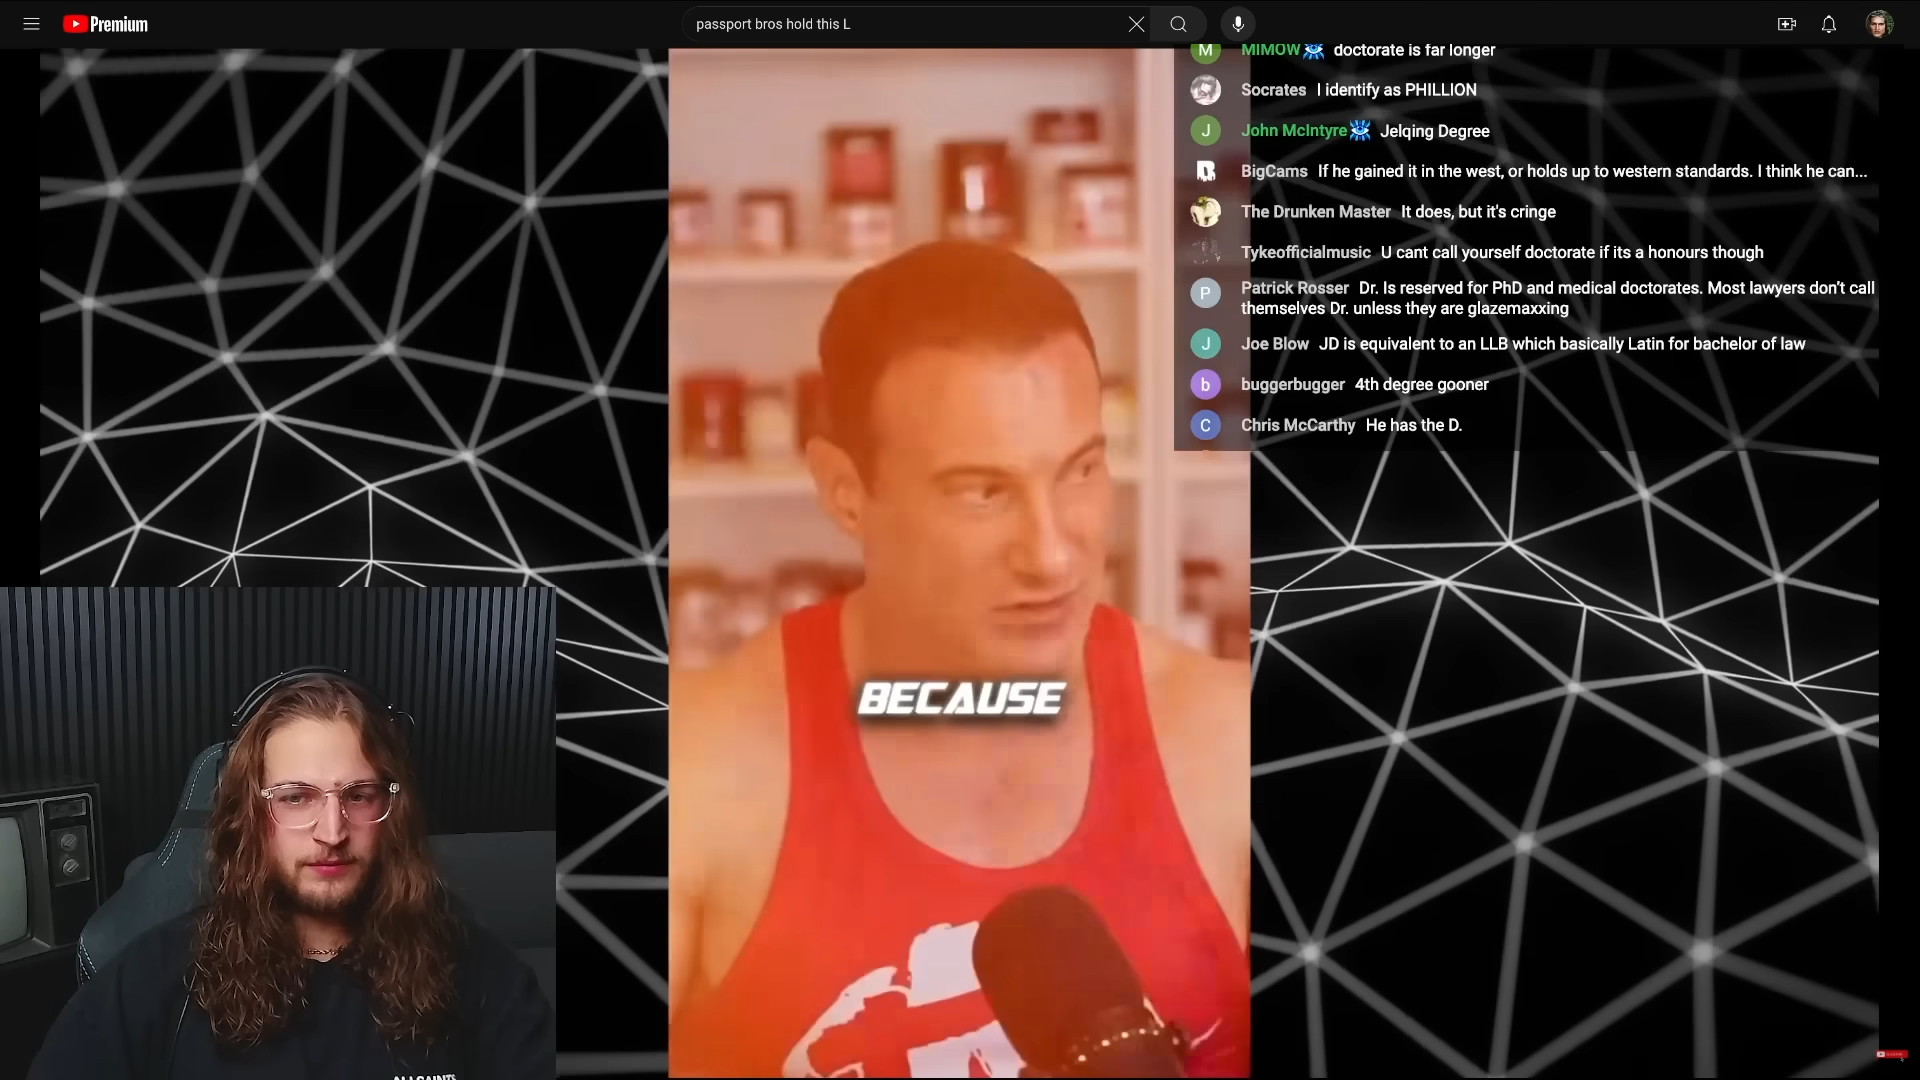 Premium
passport bros hold this L
MIMOW doctorate is far longer
Socrates I identify as PHILLION
John McIntyre Jelqing Degree
BigCams If he gained it in the west, or holds up to western standards. I think he can...
The Drunken Master It does, but it's cringe
Tykeofficialmusic U cant call yourself doctorate if its a honours though
Patrick Rosser Dr. Is reserved for PhD and medical doctorates. Most lawyers don't call
themselves Dr. unless they are glazemaxxing
Joe Blow JD is equivalent to an LLB which basically Latin for bachelor of law
buggerbugger 4th degree gooner
Chris McCarthy He has the D.
M
J
P
J
b
C
BECAUSE